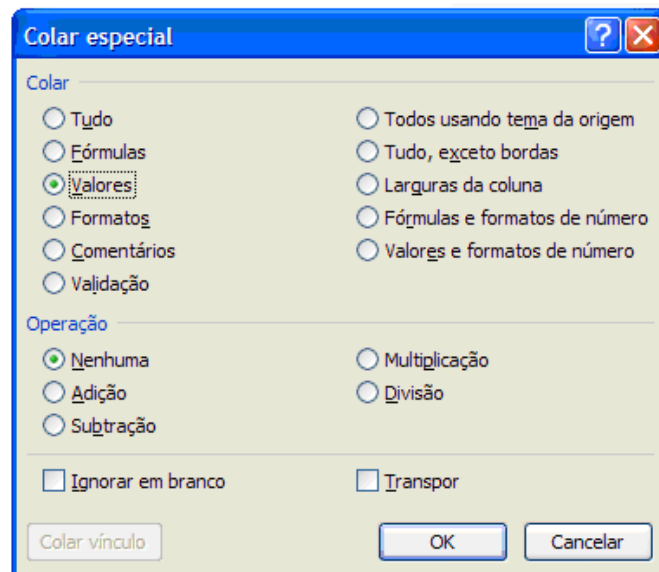 Colar especial
Colar
Tudo
Todos usando tema da origem
Fórmulas
Tudo, exceto bordas
Valores
Larguras da coluna
Formatos
Fórmulas e formatos de número
Comentários
Valores e formatos de número
Validação
Operação
Nenhuma
Multiplicação
Adição
Divisão
Subtração
Ignorar em branco
Transpor
Colar vínculo
OK
Cancelar